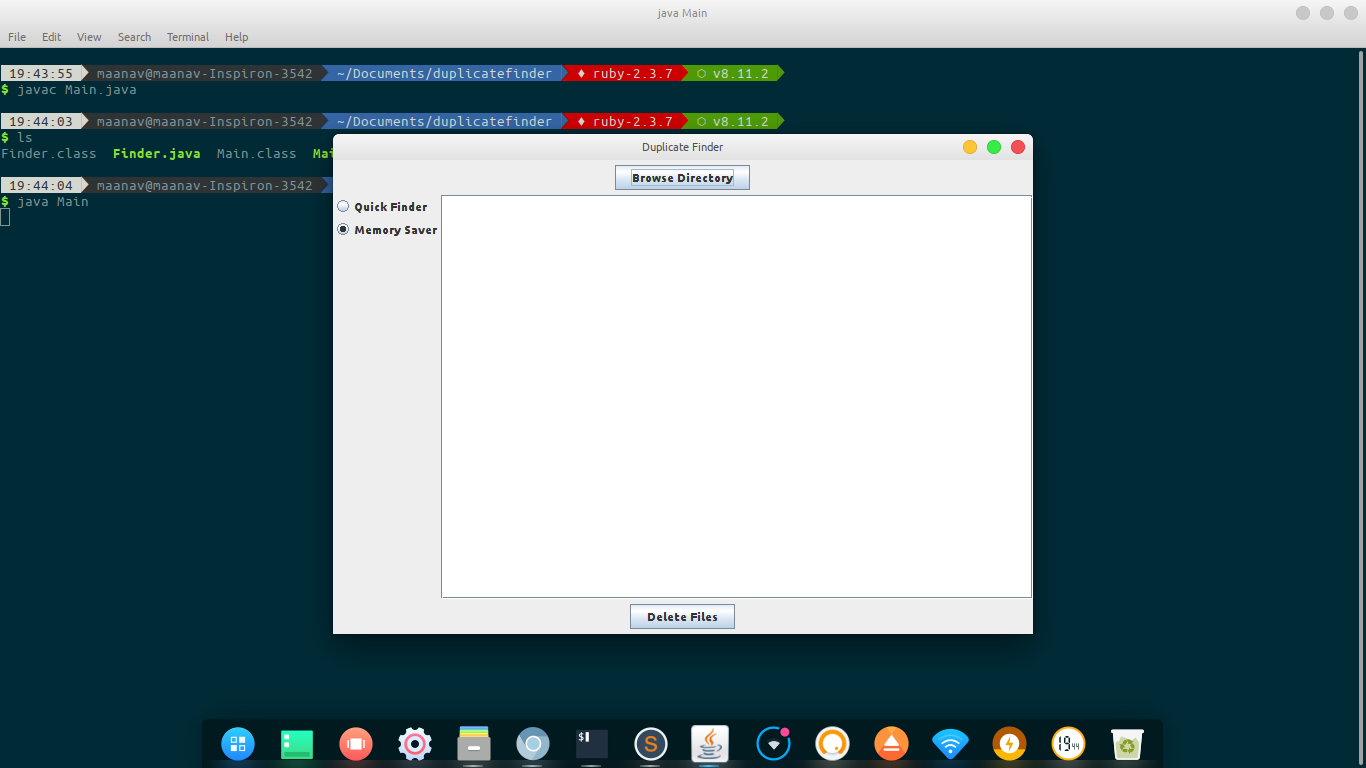 java Main
File Edit View Search Terminal Help
19:43:55 maanav@maanav-Inspiron-3542 ~/Documents/duplicatefinder ♦ ruby-2.3.7 ⬡ v8.11.2
$ javac Main.java
19:44:03 maanav@maanav-Inspiron-3542 ~/Documents/duplicatefinder ♦ ruby-2.3.7 ⬡ v8.11.2
$ ls
Finder.class Finder.java Main.class
19:44:04 maanav@maanav-Inspiron-3542
$ java Main
Duplicate Finder
Browse Directory
Quick Finder
Memory Saver
Delete Files
$
S
19 44